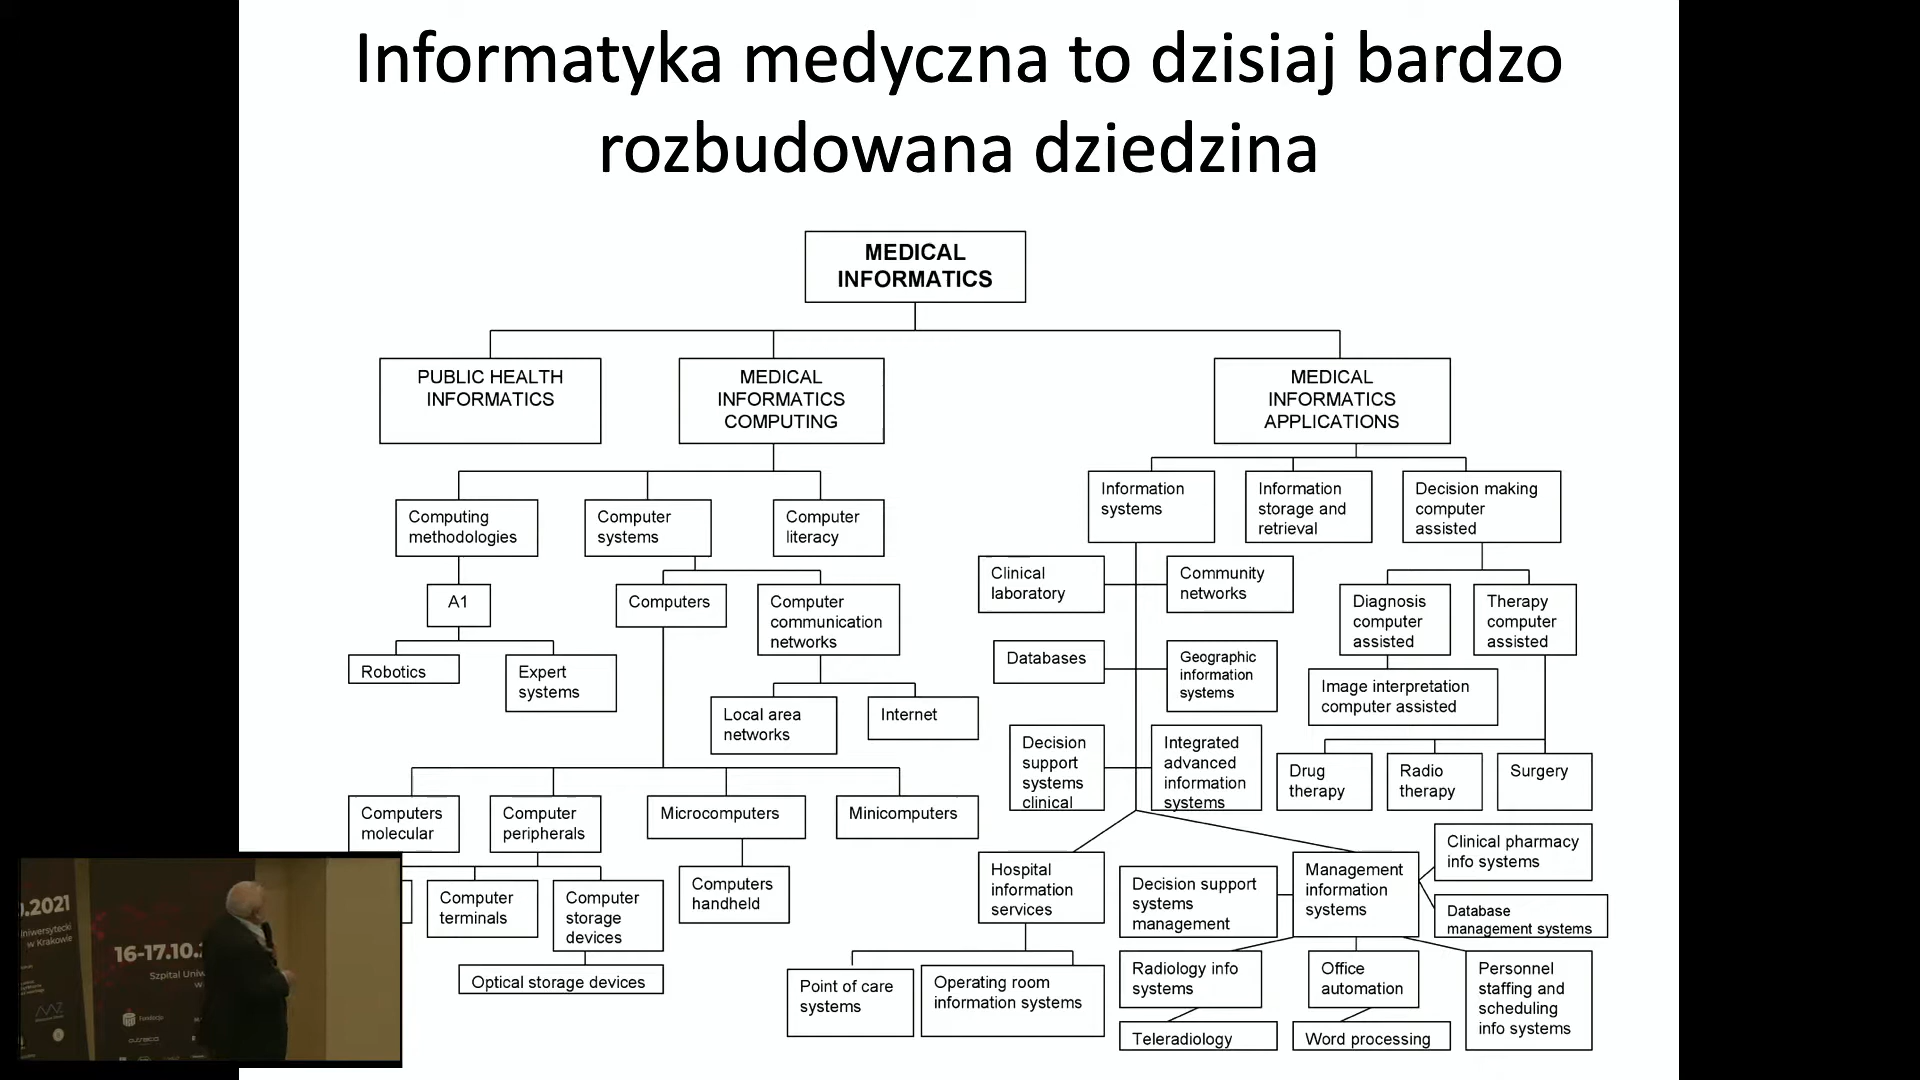 Informatyka medyczna to dzisiaj bardzo
rozbudowana dziedzina
MEDICAL
INFORMATICS
PUBLIC HEALTH
INFORMATICS
MEDICAL
INFORMATICS
COMPUTING
MEDICAL
INFORMATICS
APPLICATIONS
Computing
methodologies
Computer
systems
Computer
literacy
Information
systems
Information
storage and
retrieval
Decision making
computer
assisted
A1
Computers
Computer
communication
networks
Clinical
laboratory
Community
networks
Diagnosis
computer
assisted
Therapy
computer
assisted
Robotics
Expert
systems
Databases
Geographic
information
systems
Image interpretation
computer assisted
Local area
networks
Internet
Decision
support
systems
clinical
Integrated
advanced
information
systems
Drug
therapy
Radio
therapy
Surgery
Computers
molecular
Computer
peripherals
Microcomputers
Minicomputers
Computer
terminals
Computer
storage
devices
Computers
handheld
Optical storage devices
Hospital
information
services
Decision support
systems
management
Management
information
systems
Clinical pharmacy
info systems
Database
management systems
Point of care
systems
Operating room
information systems
Radiology info
systems
Office
automation
Personnel
staffing and
scheduling
info systems
Teleradiology
Word processing
.2021
w Krakowie
16-17.10.
Szpital
Fundacja